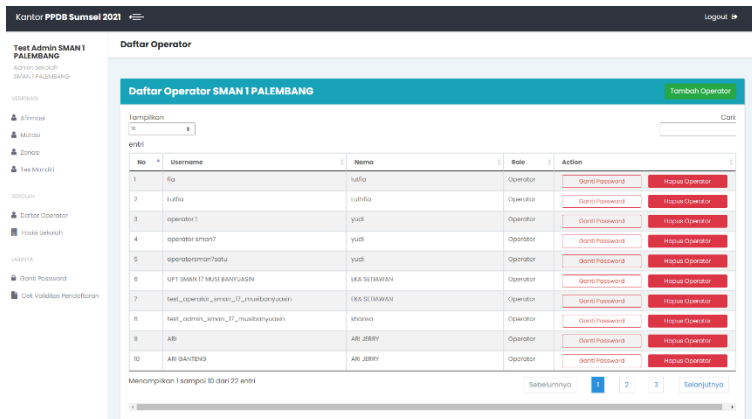 Kantor PPDB Sumsel 2021
Logout
Test Admin SMAN 1
PALEMBANG
Admin Sekolah
SMAN 1 PALEMBANG
VERIFIKASI
Afirmasi
Mutasi
Zonasi
Tes Mandiri
SEKOLAH
Daftar Operator
Posisi Sekolah
LAINNYA
Ganti Password
Cek Validitas Pendaftaran
Daftar Operator
Daftar Operator SMAN 1 PALEMBANG
Tambah Operator
Tampilkan
10
entri
Cari:
No Username Nama Role Action
1 fia lutfia Operator Ganti Password Hapus Operator
2 Lutfia Luthfia Operator Ganti Password Hapus Operator
3 operator 1 yudi Operator Ganti Password Hapus Operator
4 operator sman7 yudi Operator Ganti Password Hapus Operator
5 operatorsman7satu yudi Operator Ganti Password Hapus Operator
6 UPT SMAN 17 MUSI BANYUASIN EKA SETIAWAN Operator Ganti Password Hapus Operator
7 test_operator_sman_17_musibanyuasin EKA SETIAWAN Operator Ganti Password Hapus Operator
8 test_admin_sman_17_musibanyuasin Operator Ganti Password Hapus Operator
9 ARI ARI JERRY Operator Ganti Password Hapus Operator
10 ARI GANTENG ARI JERRY Operator Ganti Password Hapus Operator
Menampilkan 1 sampai 10 dari 22 entri
Sebelumnya 1 2 3 Selanjutnya